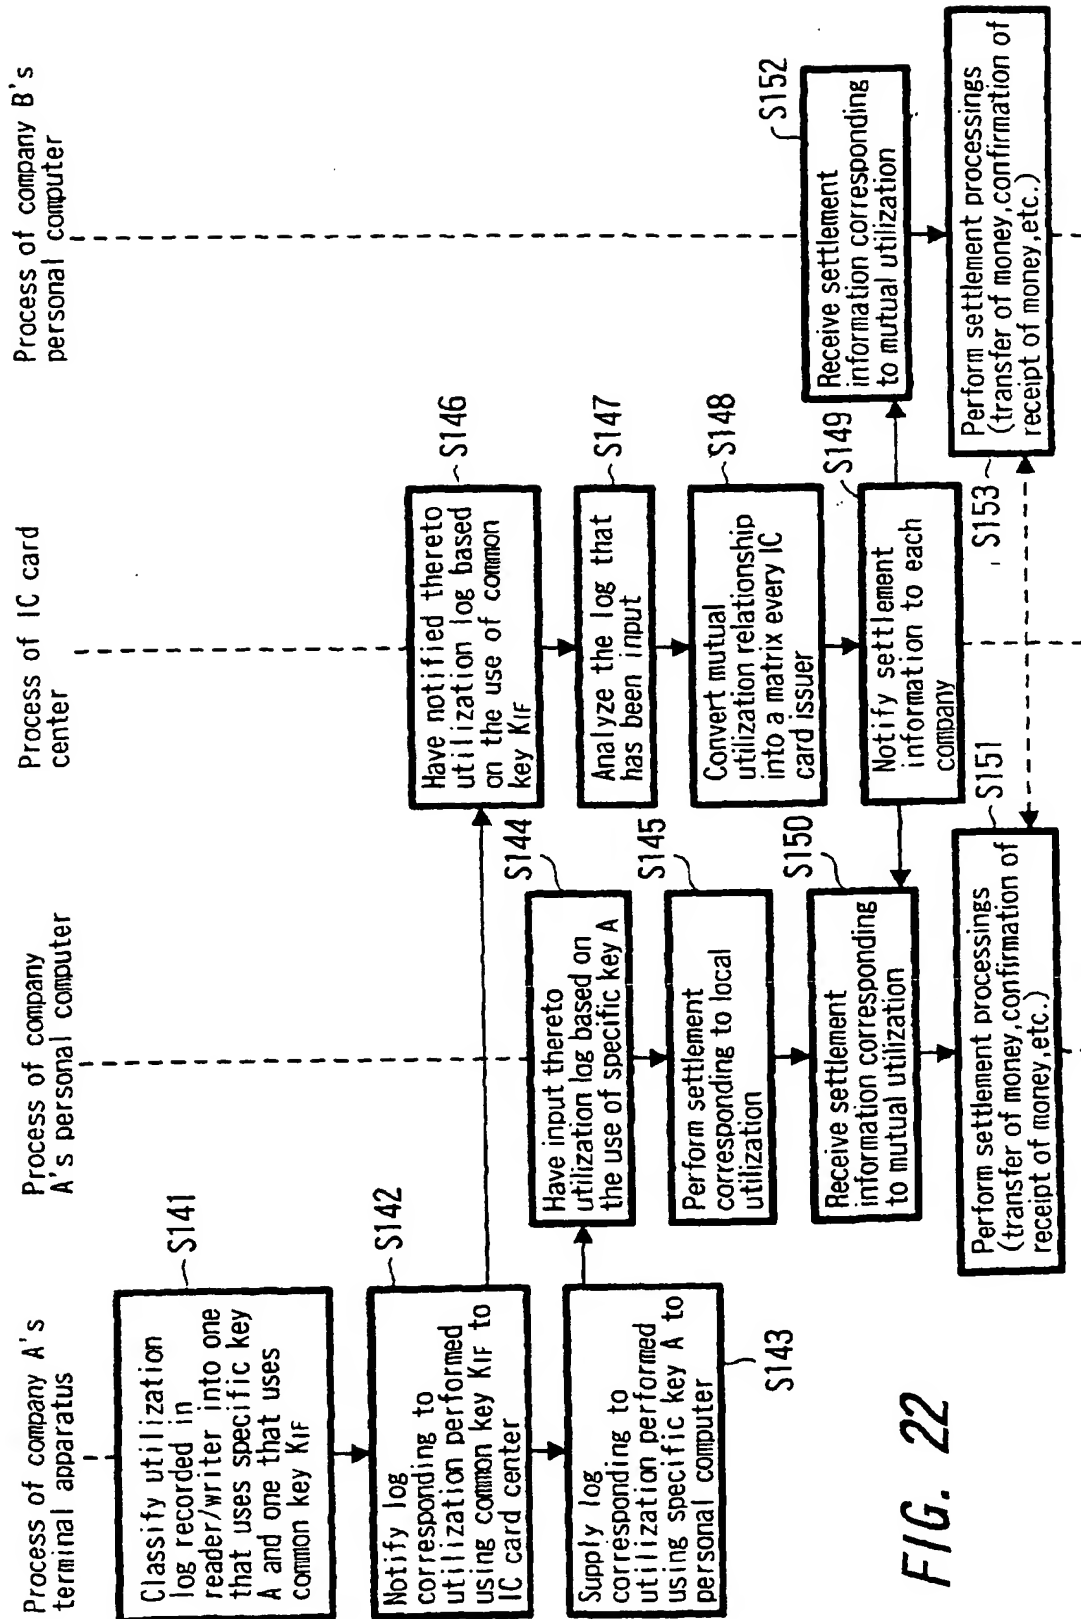 Process of company A's
terminal apparatus
Process of company
A's personal computer
Process of IC card
center
Process of company B's
personal computer
S141
Classify utilization
log recorded in
reader/writer into one
that uses specific key
A and one that uses
common key KIF
S142
Notify log
corresponding to
utilization performed
using common key KIF to
IC card center
Supply log
corresponding to
utilization performed
using specific key A to
personal computer
S143
S144
Have input thereto
utilization log based on
the use of specific key A
S145
Perform settlement
corresponding to local
utilization
S150
Receive settlement
information corresponding
to mutual utilization
S151
Perform settlement processings
(transfer of money,confirmation of
receipt of money,etc.)
S146
Have notified thereto
utilization log based
on the use of common
key KIF
S147
Analyze the log that
has been input
S148
Convert mutual
utilization relationship
into a matrix every IC
card issuer
S149
Notify settlement
information to each
company
S152
Receive settlement
information corresponding
to mutual utilization
S153
Perform settlement processings
(transfer of money,confirmation of
receipt of money,etc.)
FIG. 22